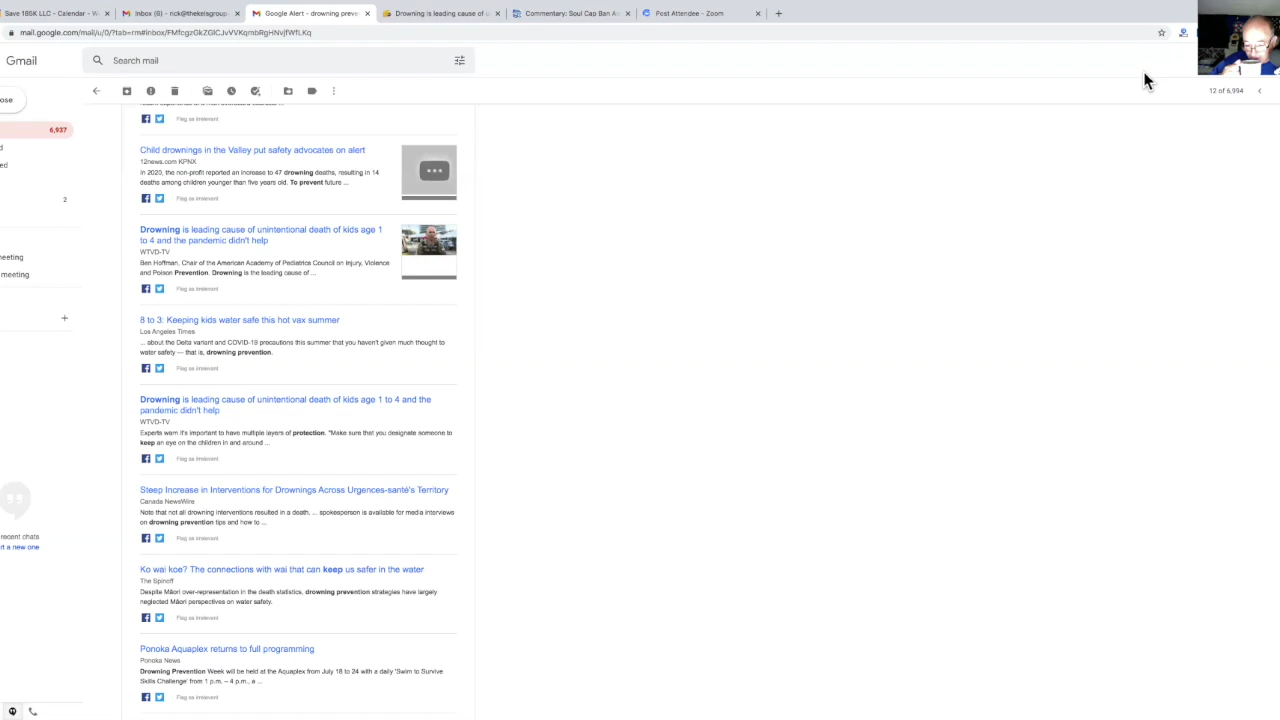 Save 185K LLC - Calendar - We
Inbox (6) - rick@thekeisgroup
Google Alert - drowning preve
Drowning is leading cause of u
Commentary: Soul Cap Ban A
Post Attendee - Zoom
mail.google.com/mail/u/0/?tab=rm#inbox/FMfcgzGkZGlCJvVVKqmbRgHNvjfWfLKq
Gmail
Search mail
ose
12 of 6,994
6,937
d
ed
2
neeting
meeting
recent chats
rt a new one
Flag as irrelevant
Child drownings in the Valley put safety advocates on alert
12news.com KPNX
In 2020, the non-profit reported an increase to 47 drowning deaths, resulting in 14
deaths among children younger than five years old. To prevent future ...
Flag as irrelevant
Drowning is leading cause of unintentional death of kids age 1
to 4 and the pandemic didn't help
WTVD-TV
Ben Hoffman, Chair of the American Academy of Pediatrics Council on Injury, Violence
and Poison Prevention. Drowning is the leading cause of ...
Flag as irrelevant
8 to 3: Keeping kids water safe this hot vax summer
Los Angeles Times
... about the Delta variant and COVID-19 precautions this summer that you haven't given much thought to
water safety — that is, drowning prevention.
Flag as irrelevant
Drowning is leading cause of unintentional death of kids age 1 to 4 and the
pandemic didn't help
WTVD-TV
Experts warn it's important to have multiple layers of protection. "Make sure that you designate someone to
keep an eye on the children in and around ...
Flag as irrelevant
Steep Increase in Interventions for Drownings Across Urgences-santé's Territory
Canada NewsWire
Note that not all drowning interventions resulted in a death. ... spokesperson is available for media interviews
on drowning prevention tips and how to ...
Flag as irrelevant
Ko wai koe? The connections with wai that can keep us safer in the water
The Spinoff
Despite Māori over-representation in the death statistics, drowning prevention strategies have largely
neglected Māori perspectives on water safety.
Flag as irrelevant
Ponoka Aquaplex returns to full programming
Ponoka News
Drowning Prevention Week will be held at the Aquaplex from July 18 to 24 with a daily 'Swim to Survive
Skills Challenge' from 1 p.m. – 4 p.m., a ...
Flag as irrelevant